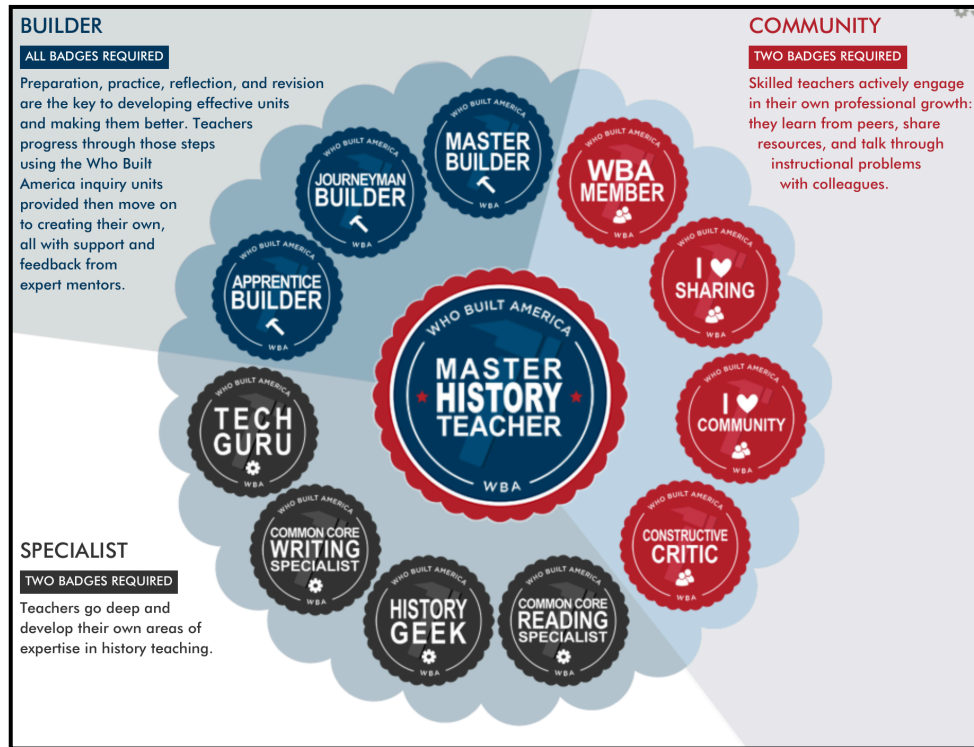 BUILDER
ALL BADGES REQUIRED
Preparation, practice, reflection, and revision
are the key to developing effective units
and making them better. Teachers
progress through those steps
using the Who Built
America inquiry units
provided then move on
to creating their own,
all with support and
feedback from
expert mentors.
COMMUNITY
TWO BADGES REQUIRED
Skilled teachers actively engage
in their own professional growth:
they learn from peers, share
resources, and talk through
instructional problems
with colleagues.
WHO BUILT AMERICA
MASTER
BUILDER
WBA
WHO BUILT AMERICA
JOURNEYMAN
BUILDER
WBA
WHO BUILT AMERICA
APPRENTICE
BUILDER
WBA
WHO BUILT AMERICA
WBA
MEMBER
WBA
WHO BUILT AMERICA
I
SHARING
WBA
WHO BUILT AMERICA
I
COMMUNITY
WBA
WHO BUILT AMERICA
CONSTRUCTIVE
CRITIC
WBA
WHO BUILT AMERICA
MASTER
HISTORY
TEACHER
WBA
WHO BUILT AMERICA
TECH
GURU
WBA
WHO BUILT AMERICA
COMMON CORE
WRITING
SPECIALIST
WBA
WHO BUILT AMERICA
HISTORY
GEEK
WBA
WHO BUILT AMERICA
COMMON CORE
READING
SPECIALIST
WBA
SPECIALIST
TWO BADGES REQUIRED
Teachers go deep and
develop their own areas of
expertise in history teaching.